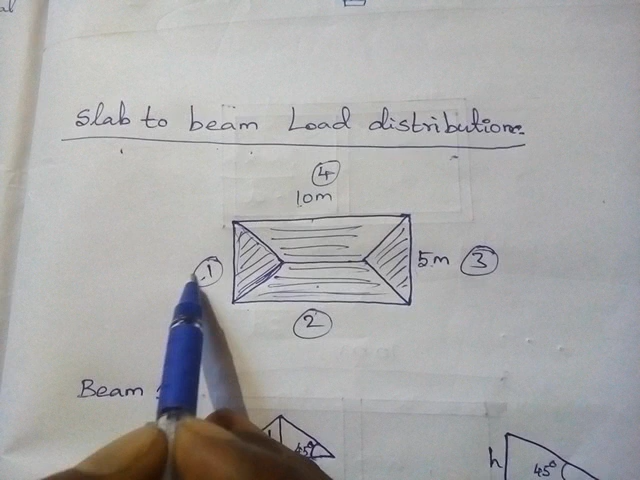 Slab to beam Load distribution.
4
10m
1
5m 3
2
Beam :
45°
h 45°